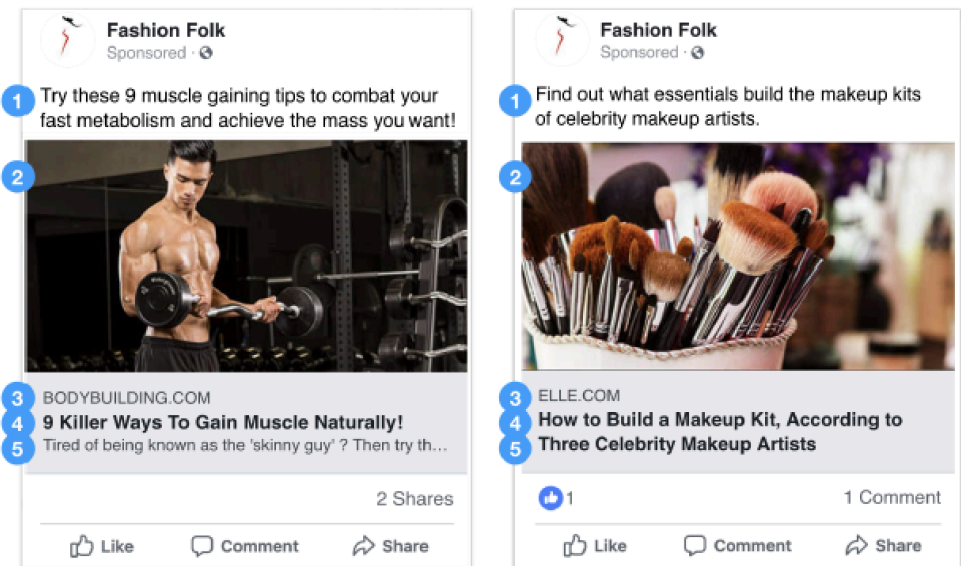 Fashion Folk
Sponsored ·
1
Try these 9 muscle gaining tips to combat your
fast metabolism and achieve the mass you want!
2
3
BODYBUILDING.COM
4
9 Killer Ways To Gain Muscle Naturally!
5
Tired of being known as the 'skinny guy' ? Then try th...
2 Shares
Like
Comment
Share
Fashion Folk
Sponsored ·
1
Find out what essentials build the makeup kits
of celebrity makeup artists.
2
3
ELLE.COM
4
How to Build a Makeup Kit, According to
5
Three Celebrity Makeup Artists
1
1 Comment
Like
Comment
Share